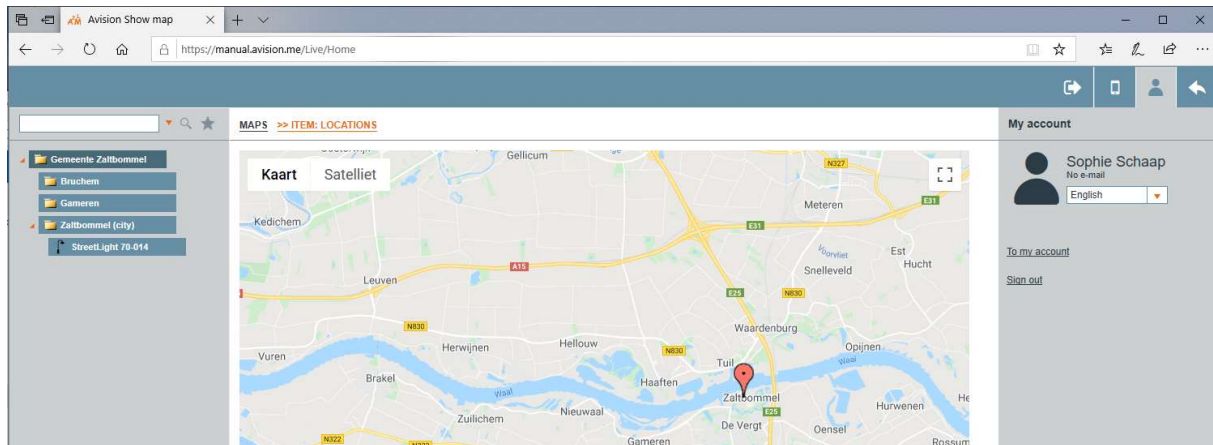 Avision Show map
https://manual.avision.me/Live/Home
MAPS >> ITEM: LOCATIONS
My account
Gemeente Zaltbommel
Bruchem
Gameren
Zaltbommel (city)
StreetLight 70-014
Kaart Satelliet
Gellicum
N327
Meteren
E31
Kedichem
E31
Voorvliet
Est
Hucht
A15
Snelleveld
Leuven
E25
N830
N830
Waardenburg
Herwijnen
Hellouw
N830
Opijnen
Vuren
Tuil
Waal
Brakel
Haaften
Waal
Zaltbommel
Hurwenen
He
Nieuwaal
E25
Zuilichem
De Vergt
Oensel
N322
Gameren
Rossum
Sophie Schaap
No e-mail
English
To my account
Sign out